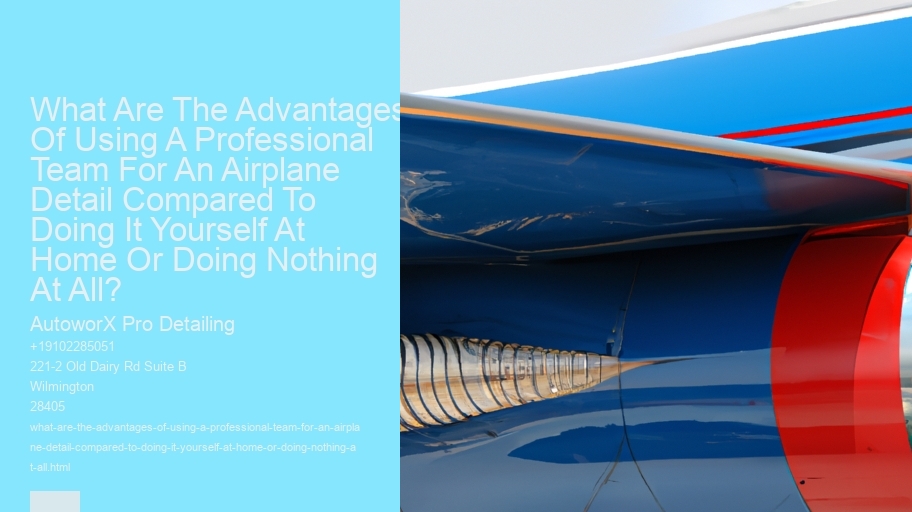 What Are The Advantages
Of Using A Professional
Team For An Airplane
Detail Compared To
Doing It Yourself At
Home Or Doing Nothing
At All?
AutoworX Pro Detailing
+19102285051
221-2 Old Dairy Rd Suite B
Wilmington
28405
what-are-the-advantages-of-using-a-professional-team-for-an-airpla
ne-detail-compared-to-doing-it-yourself-at-home-or-doing-nothing-a
t-all.html